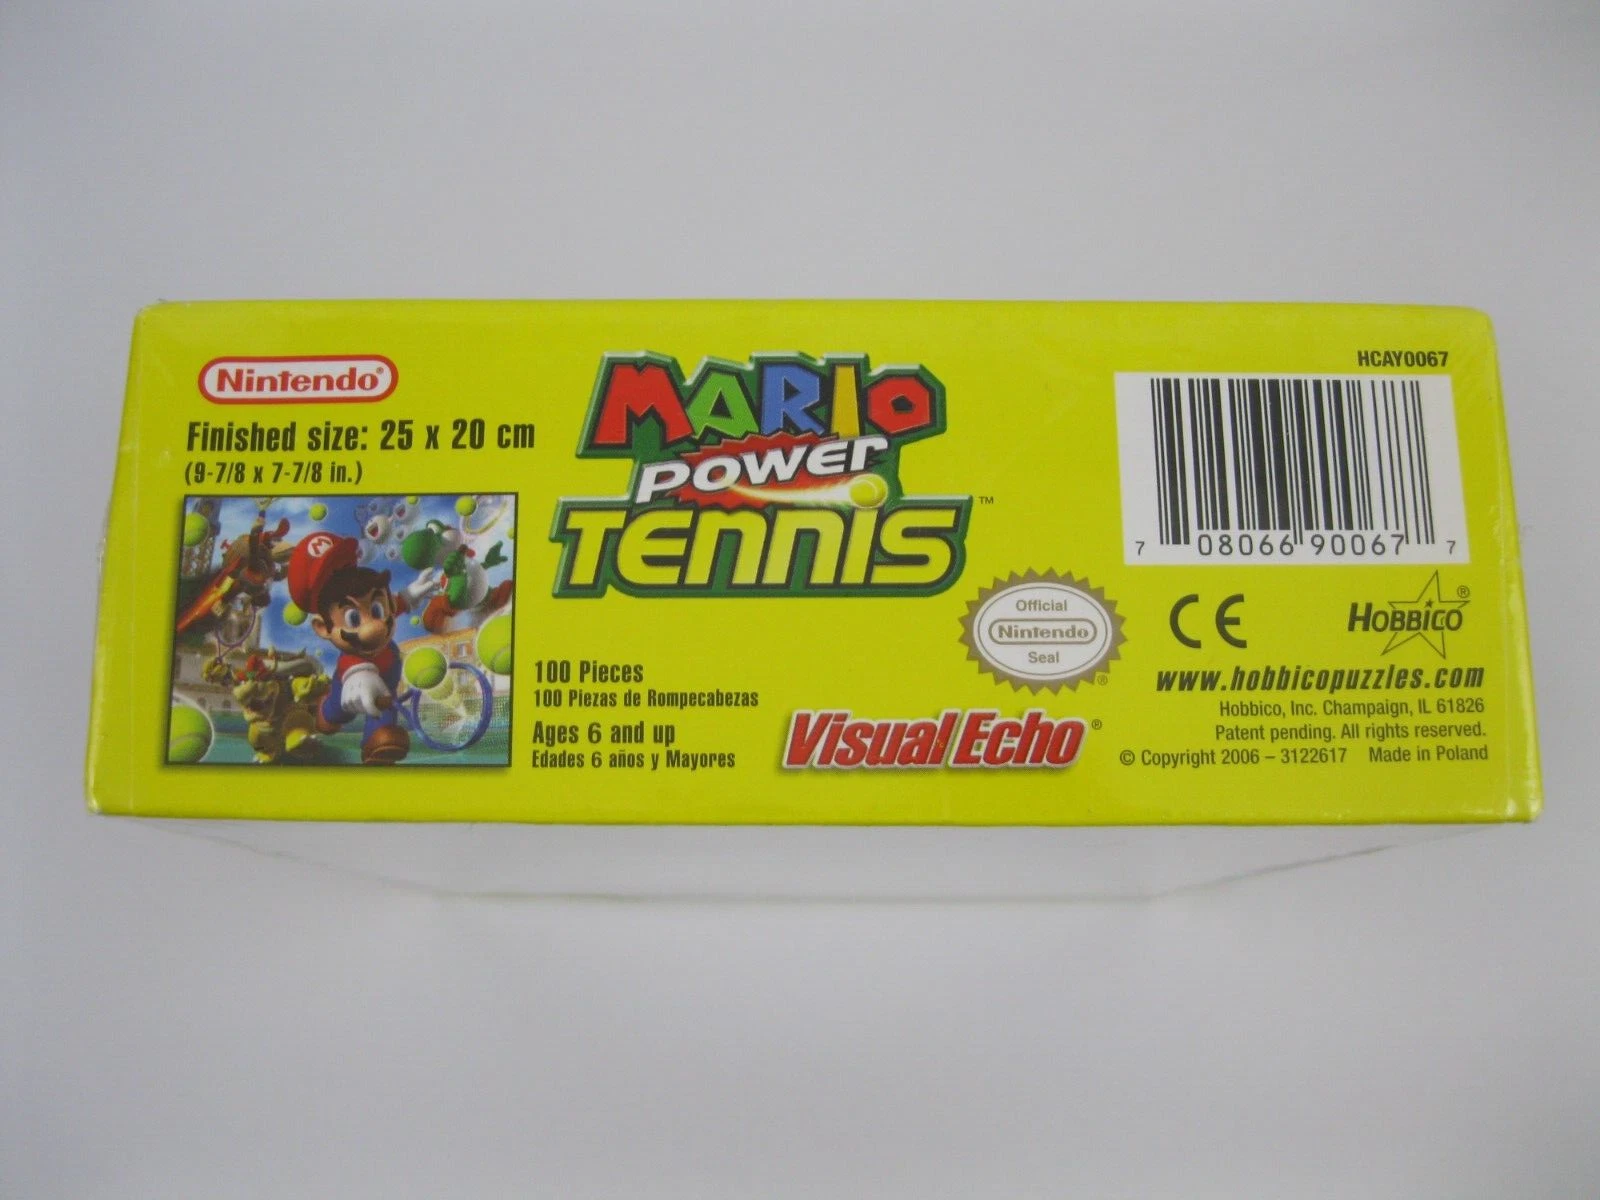 Nintendo®
Finished size: 25 x 20 cm
(9-7/8 x 7-7/8 in.)
M
MARIO
POWER
TENNIS™
100 Pieces
100 Piezas de Rompecabezas
Ages 6 and up
Edades 6 años y Mayores
Visual Echo®
Official
Nintendo
Seal
®
HCAY0067
7 08066 90067 7
CE
HOBBICO®
www.hobbicopuzzles.com
Hobbico, Inc. Champaign, IL 61826
Patent pending. All rights reserved.
© Copyright 2006 – 3122617 Made in Poland